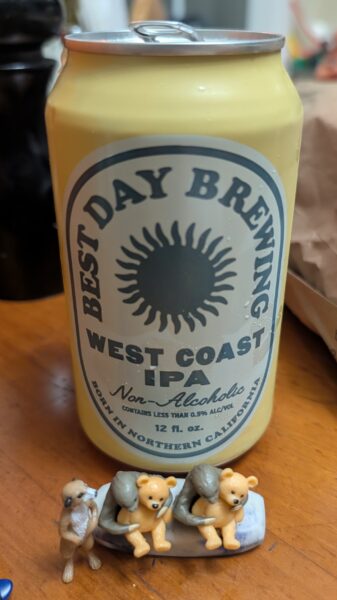 BEST DAY BREWING
WEST COAST
IPA
Non-Alcoholic
CONTAINS LESS THAN 0.5% ALC/VOL
12 fl. oz.
BORN IN NORTHERN CALIFORNIA